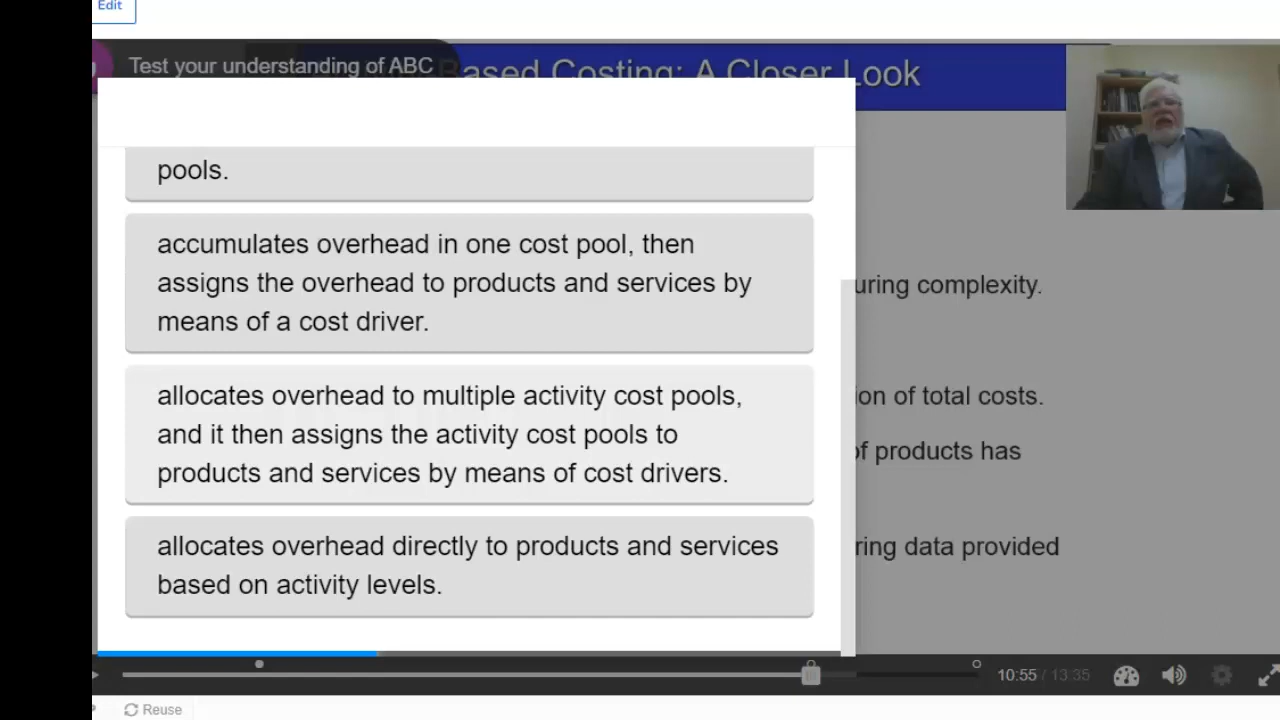 Edit
Test your understanding of ABC
Based Costing: A Closer Look
pools.
accumulates overhead in one cost pool, then
assigns the overhead to products and services by
means of a cost driver.
uring complexity.
allocates overhead to multiple activity cost pools,
and it then assigns the activity cost pools to
products and services by means of cost drivers.
ion of total costs.
of products has
allocates overhead directly to products and services
based on activity levels.
ring data provided
10:55 / 13:35
Reuse